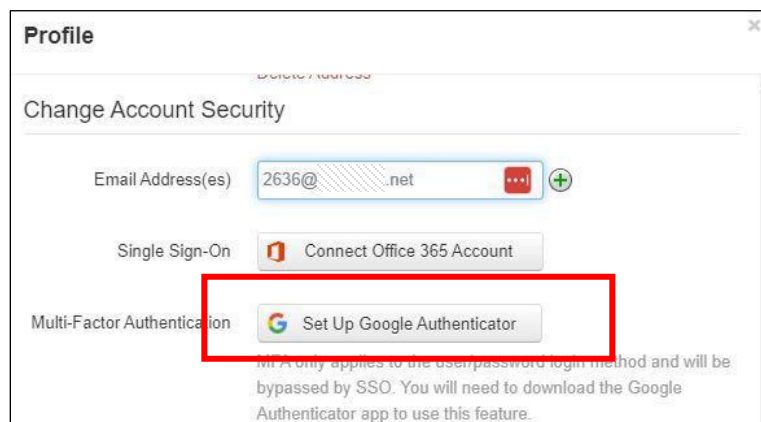 Profile
Delete Address
Change Account Security
Email Address(es) 2636@ .net
Single Sign-On Connect Office 365 Account
Multi-Factor Authentication Set Up Google Authenticator
MFA only applies to the user/password login method and will be
bypassed by SSO. You will need to download the Google
Authenticator app to use this feature.